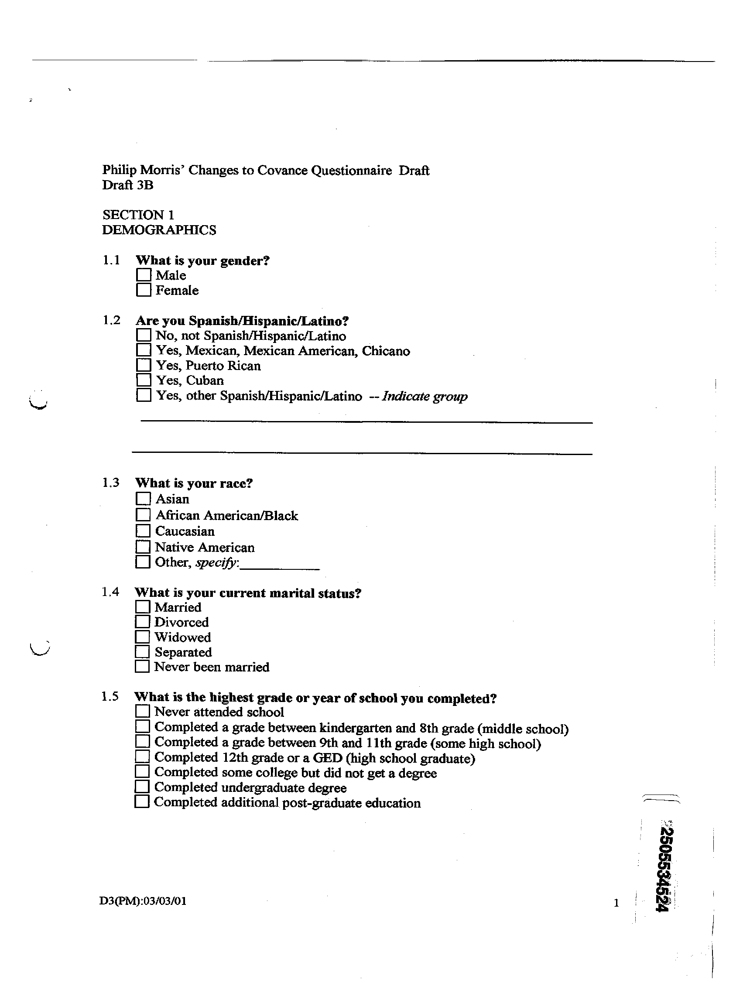 Philip Morris' Changes to Covance Questionnaire Draft
Draft 3B
SECTION 1
DEMOGRAPHICS
1.1 What is your gender?
☐ Male
☐ Female
1.2 Are you Spanish/Hispanic/Latino?
☐ No, not Spanish/Hispanic/Latino
☐ Yes, Mexican, Mexican American, Chicano
☐ Yes, Puerto Rican
☐ Yes, Cuban
☐ Yes, other Spanish/Hispanic/Latino -- Indicate group
1.3 What is your race?
☐ Asian
☐ African American/Black
☐ Caucasian
☐ Native American
☐ Other, specify:____________
1.4 What is your current marital status?
☐ Married
☐ Divorced
☐ Widowed
☐ Separated
☐ Never been married
1.5 What is the highest grade or year of school you completed?
☐ Never attended school
☐ Completed a grade between kindergarten and 8th grade (middle school)
☐ Completed a grade between 9th and 11th grade (some high school)
☐ Completed 12th grade or a GED (high school graduate)
☐ Completed some college but did not get a degree
☐ Completed undergraduate degree
☐ Completed additional post-graduate education
D3(PM):03/03/01
1
2505534524